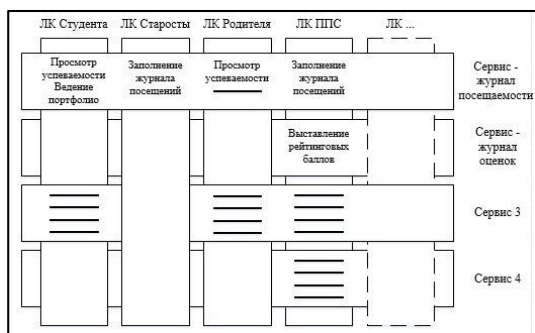 ЛК Студента
ЛК Старосты
ЛК Родителя
ЛК ППС
ЛК ...
Просмотр
успеваемости
Ведение
портфолио
Заполнение
журнала
посещений
Просмотр
успеваемости
Заполнение
журнала
посещений
Сервис -
журнал
посещаемости
Выставление
рейтинговых
баллов
Сервис -
журнал
оценок
Сервис 3
Сервис 4